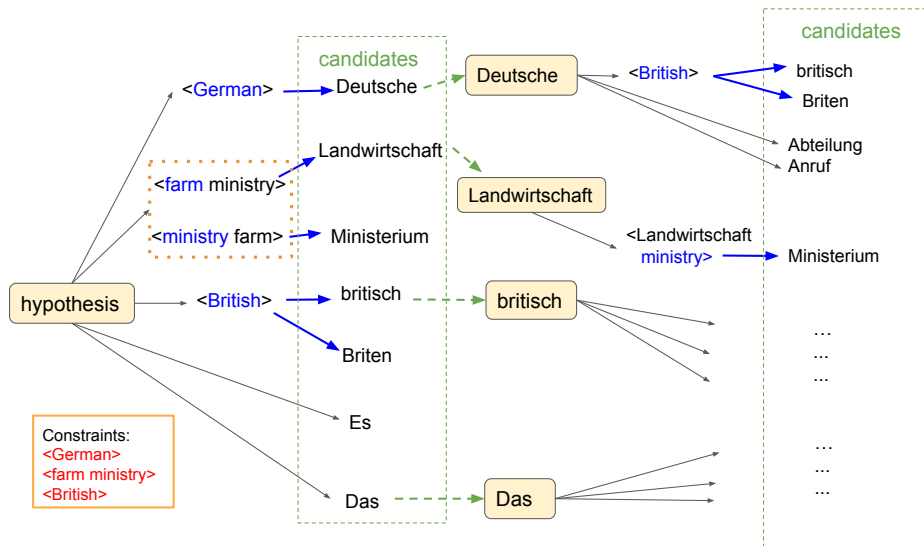 candidates
candidates
<German>
Deutsche
Deutsche
<British>
britisch
Briten
Abteilung
Anruf
Landwirtschaft
<farm ministry>
Landwirtschaft
<ministry farm>
Ministerium
<Landwirtschaft
ministry>
Ministerium
hypothesis
<British>
britisch
britisch
Briten
...
...
...
Es
Das
Das
...
...
...
Constraints:
<German>
<farm ministry>
<British>